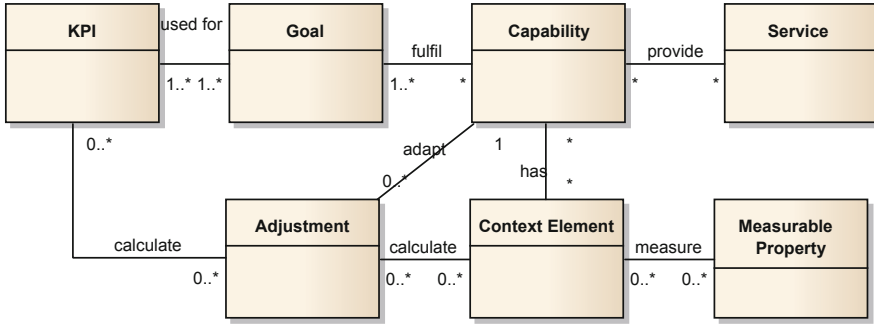 KPI
used for
Goal
fulfil
Capability
provide
Service
1..* 1..*
1..*
*
*
*
0..*
adapt
1
*
0..*
has
*
Adjustment
calculate
Context Element
measure
Measurable
Property
calculate
0..*
0..*
0..*
0..*
0..*